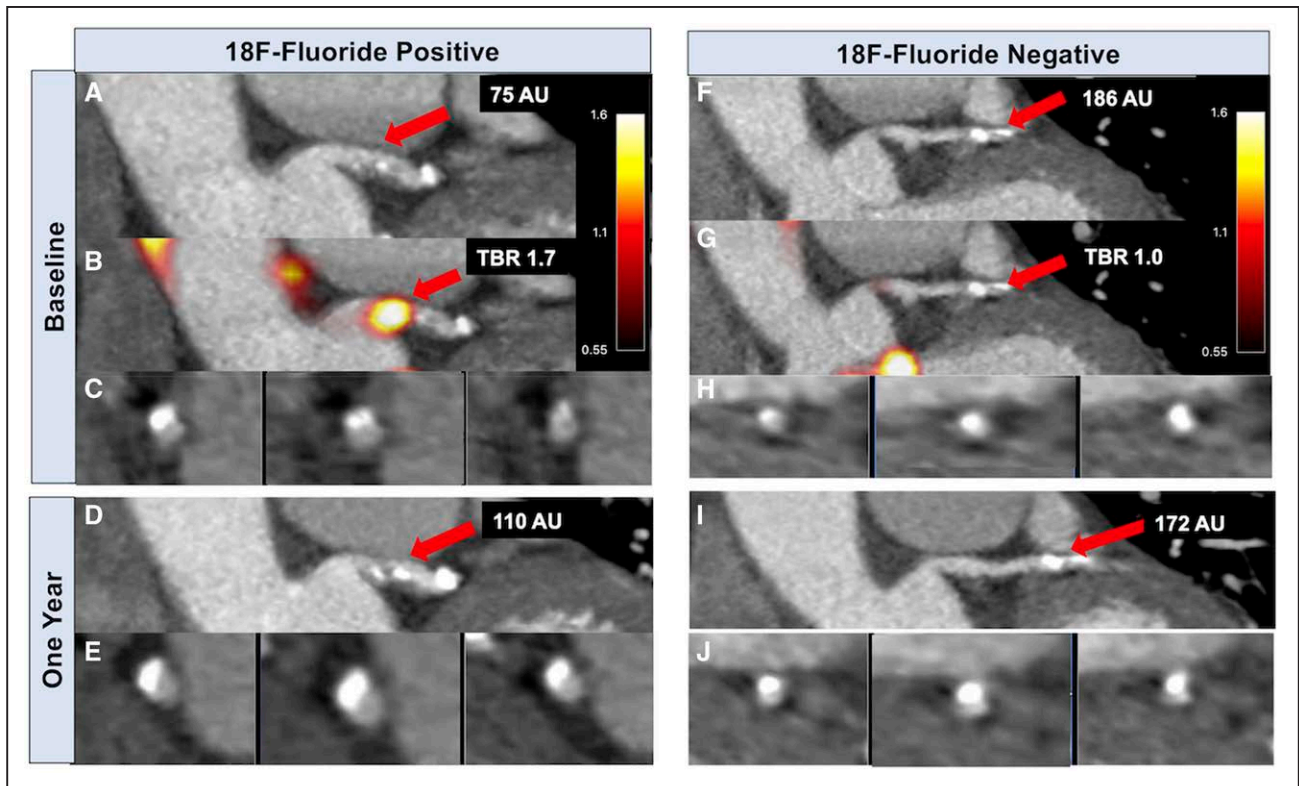 18F-Fluoride Positive
18F-Fluoride Negative
Baseline
A
75 AU
1.6
1.1
0.55
B
TBR 1.7
C
F
186 AU
1.6
1.1
0.55
G
TBR 1.0
H
One Year
D
110 AU
E
I
172 AU
J